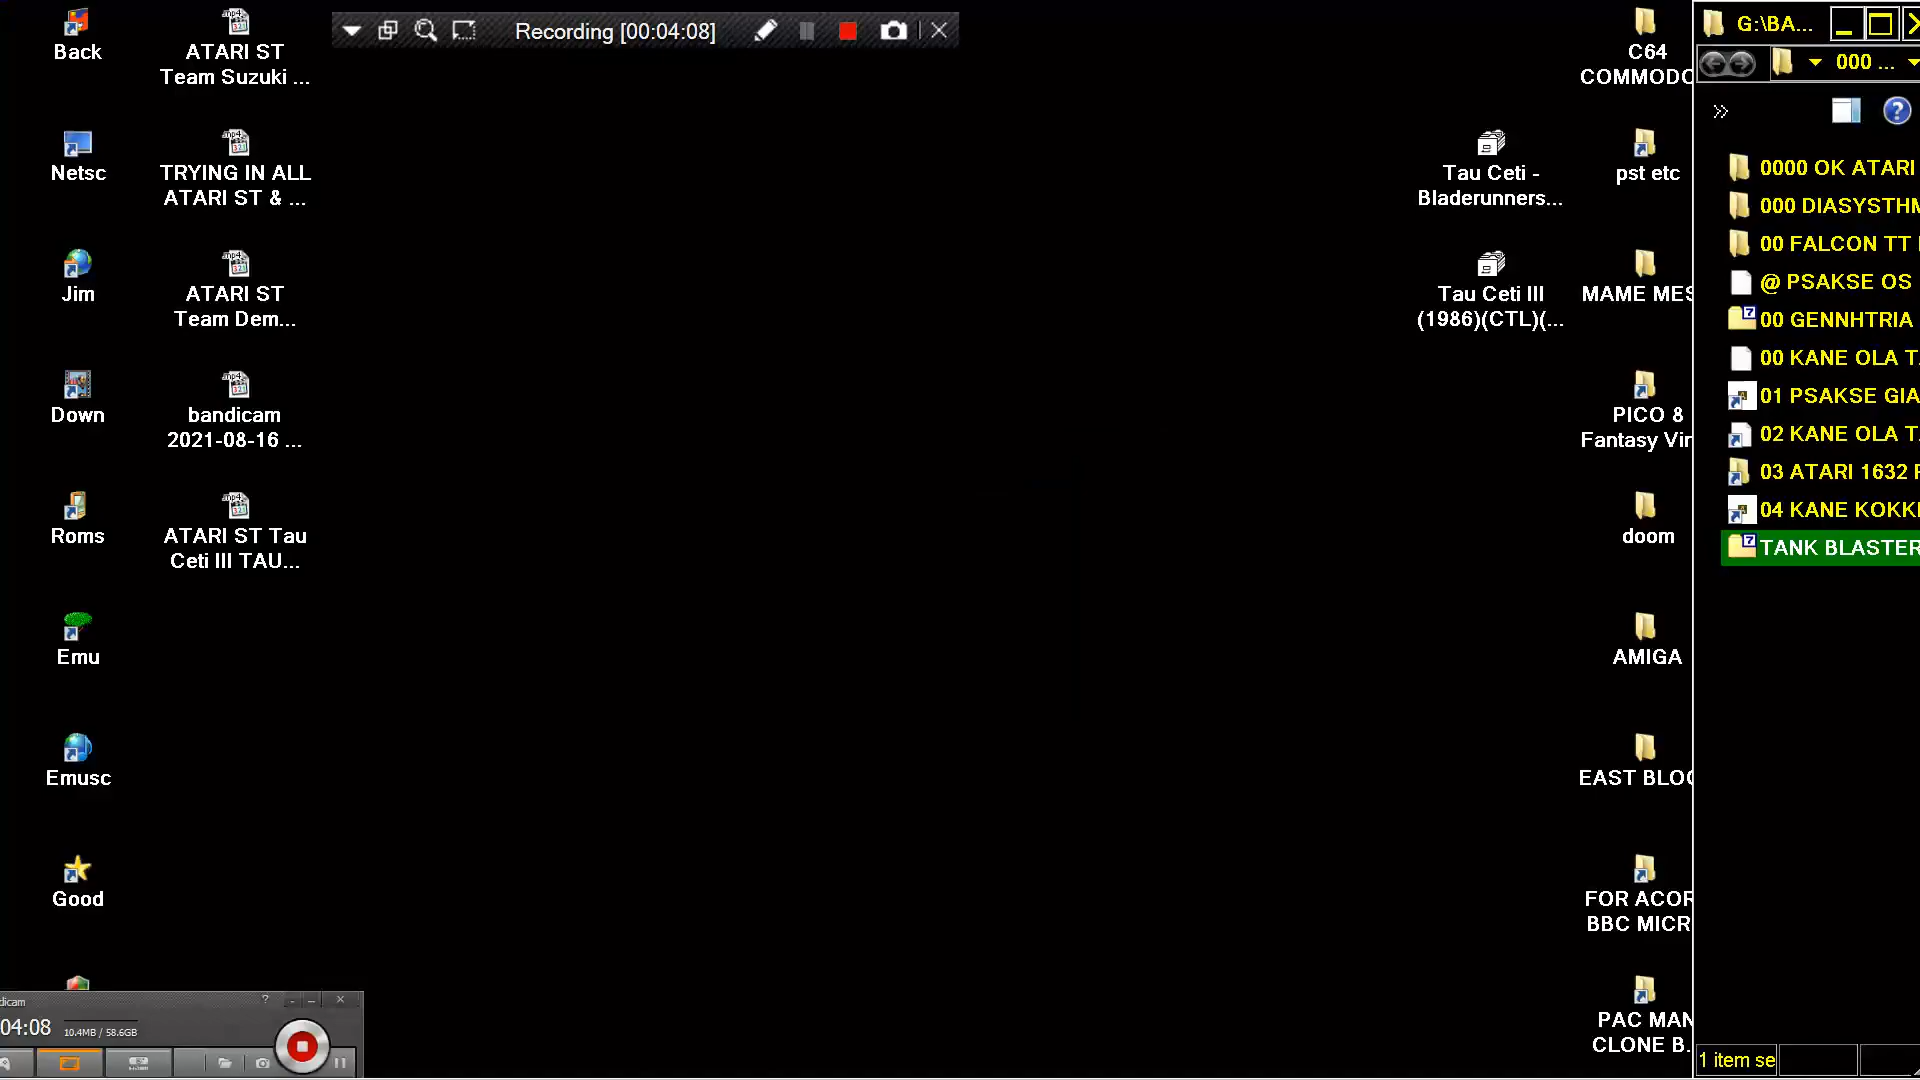 Recording [00:04:08]
Back
Netsc
Jim
Down
Roms
Emu
Emusc
Good
ATARI ST
Team Suzuki ...
TRYING IN ALL
ATARI ST & ...
ATARI ST
Team Dem...
bandicam
2021-08-16 ...
ATARI ST Tau
Ceti III TAU...
Tau Ceti -
Bladerunners...
Tau Ceti III
(1986)(CTL)(...
C64
COMMODO
pst etc
MAME MES
PICO 8
Fantasy Vir
doom
AMIGA
EAST BLOC
FOR ACOR
BBC MICR
PAC MAN
CLONE B.
G:\BA...
000 ...
0000 OK ATARI
000 DIASYSTHM
00 FALCON TT
@ PSAKSE OS
00 GENNHTRIA
00 KANE OLA T.
01 PSAKSE GIA
02 KANE OLA T.
03 ATARI 1632
04 KANE KOKK
TANK BLASTER
1 item se
dicam
04:08
10.4MB / 58.6GB